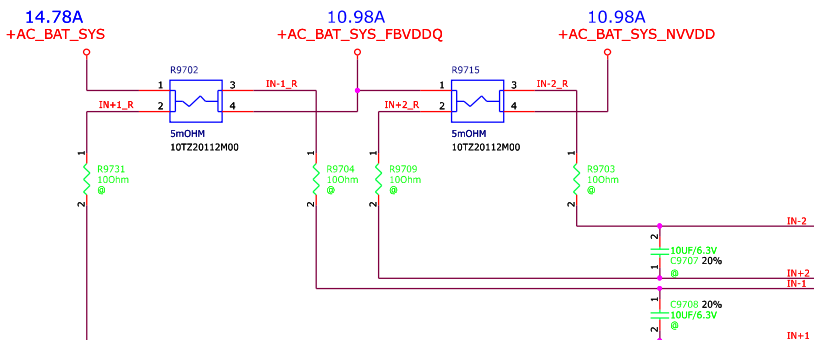 14.78A
+AC_BAT_SYS
10.98A
+AC_BAT_SYS_FBVDDQ
10.98A
+AC_BAT_SYS_NVVDD
R9702
1
3
IN-1_R
IN+1_R
2
4
5mOHM
10TZ20112M00
R9715
1
3
IN-2_R
IN+2_R
2
4
5mOHM
10TZ20112M00
1
R9731
10Ohm
@
2
1
R9704
10Ohm
@
2
1
R9709
10Ohm
@
2
1
R9703
10Ohm
@
2
IN-2
2
10UF/6.3V
C9707 20%
1
@
IN+2
IN-1
1
C9708 20%
10UF/6.3V
2
@
IN+1